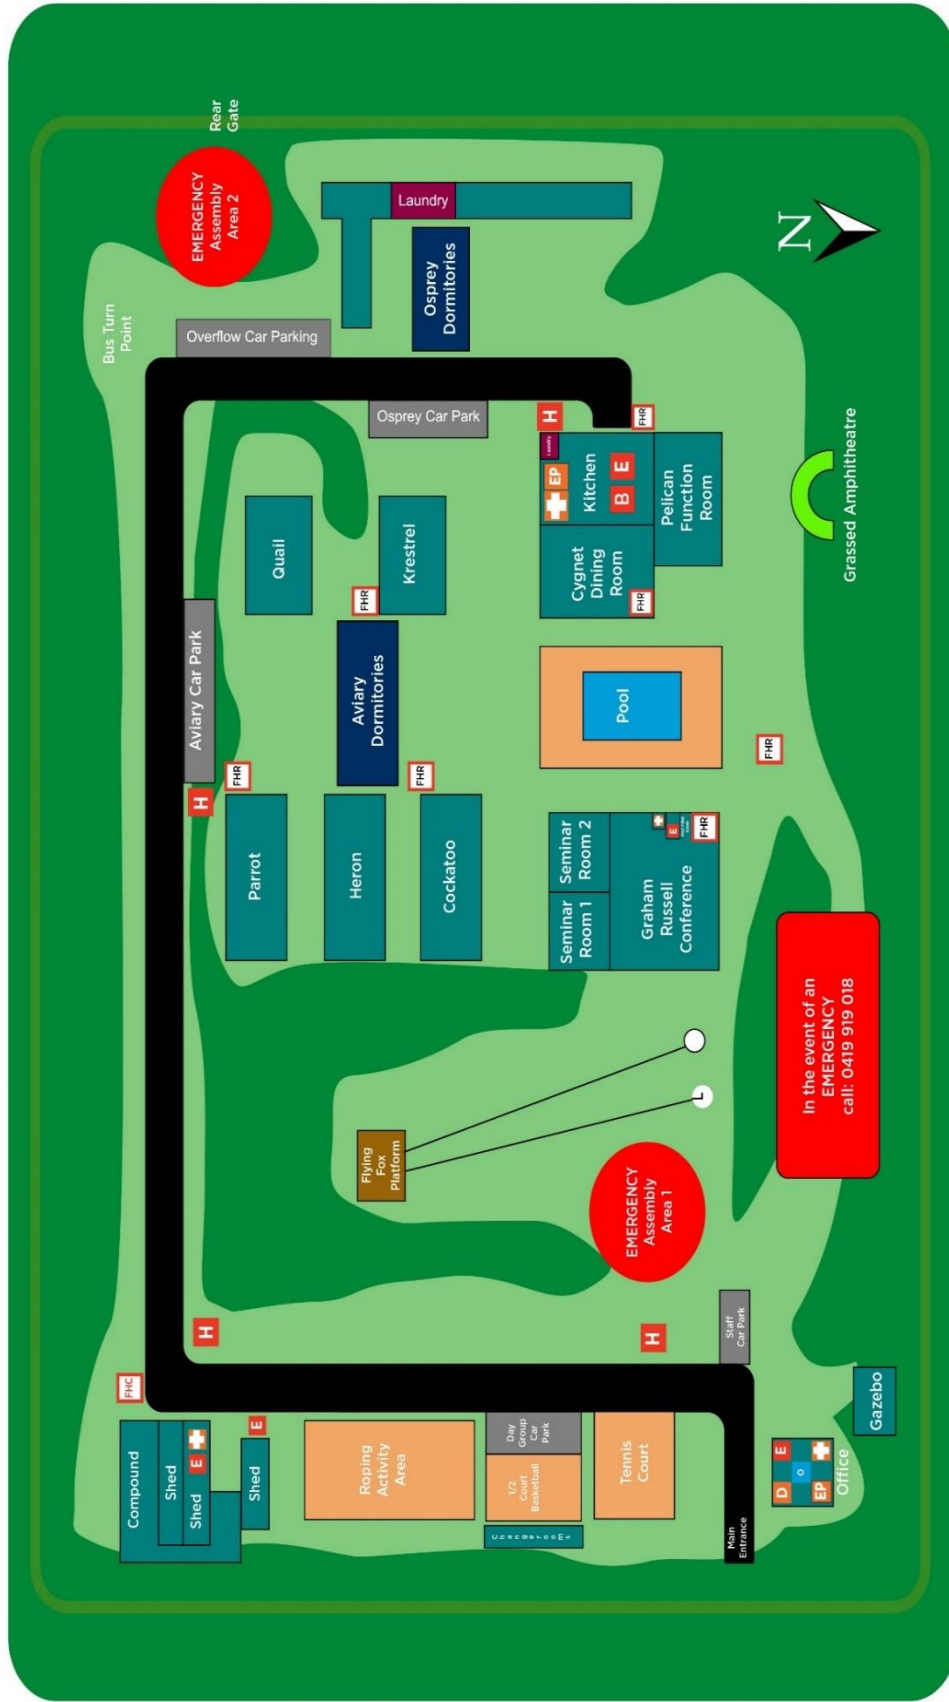 Rear
Gate
EMERGENCY
Assembly
Area 2
Bus Turn
Point
Overflow Car Parking
Laundry
Osprey
Dormitories
N
Osprey Car Park
H
FHR
Laundry
EP
Kitchen
B
E
Pelican
Function
Room
Cygnet
Dining
Room
FHR
Grassed Amphitheatre
Quail
Krestrel
FHR
Aviary Car Park
Aviary
Dormitories
H
FHR
FHR
Parrot
Heron
Cockatoo
Pool
FHR
Seminar
Room 2
Seminar
Room 1
E
FHR
Graham
Russell
Conference
In the event of an
EMERGENCY
call: 0419 919 018
Flying
Fox
Platform
L
EMERGENCY
Assembly
Area 1
H
H
Staff
Car Park
FHC
Compound
Shed
Shed
E
Shed
E
Roping
Activity
Area
Day
Group
Car
Park
1/2
Court
Basketball
Changerooms
Tennis
Court
Main
Entrance
Gazebo
D
E
O
EP
Office